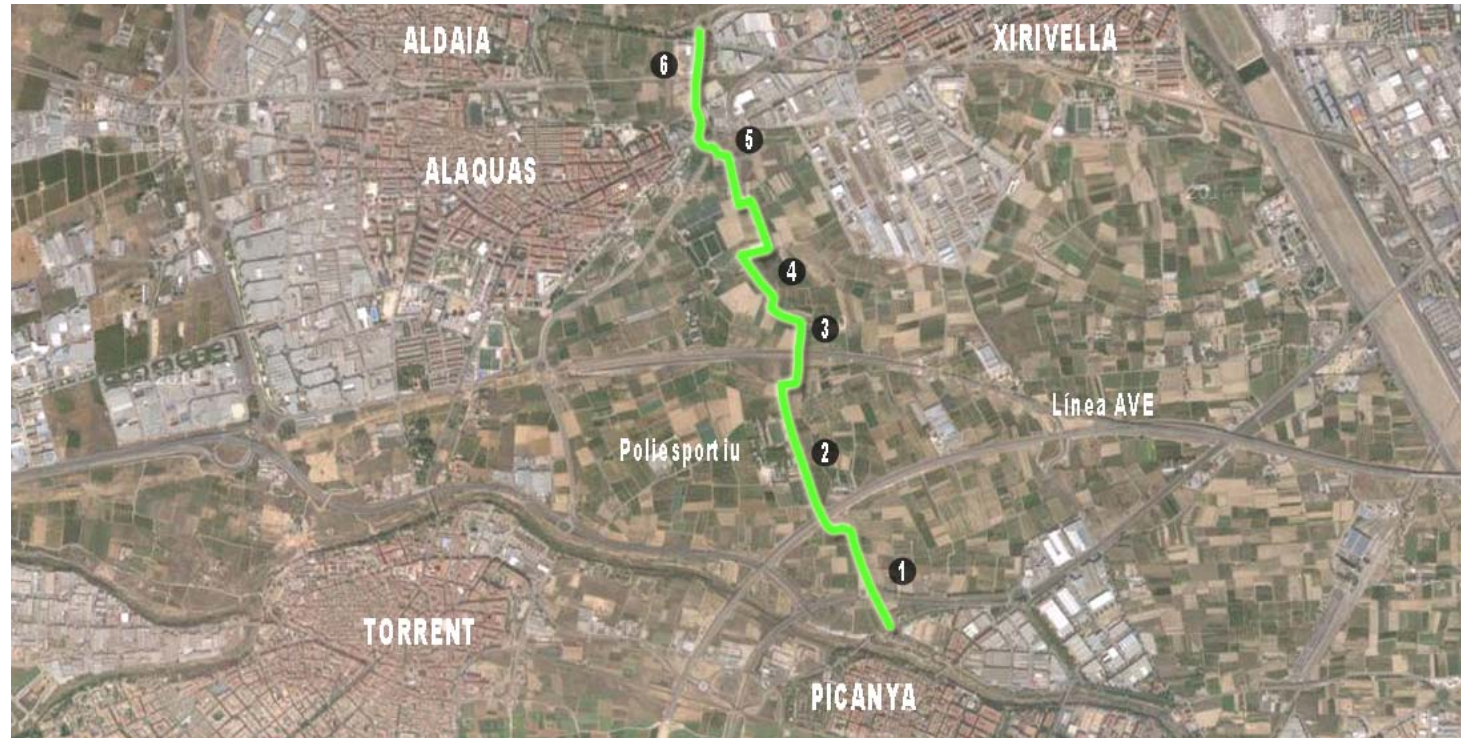 ALDAIA
XIRIVELLA
6
5
ALAQUAS
4
3
Línea AVE
Poliesportiu
2
1
TORRENT
PICANYA